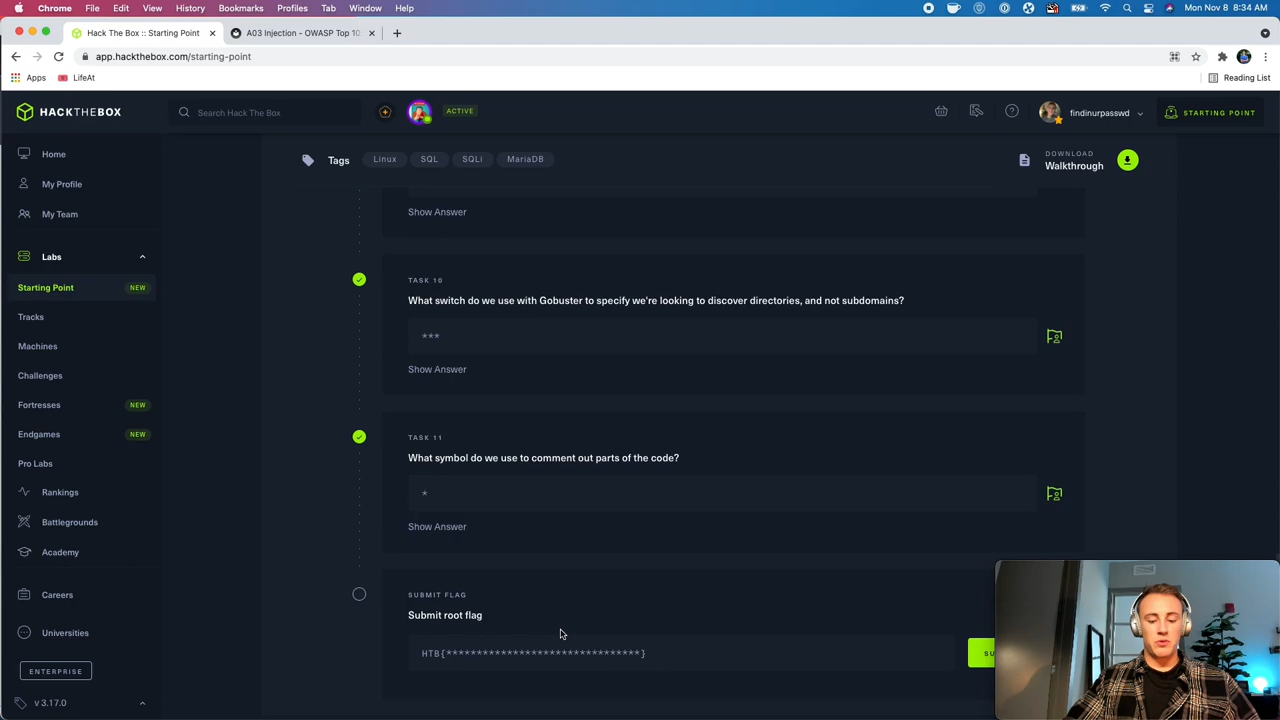 Chrome File Edit View History Bookmarks Profiles Tab Window Help Mon Nov 8 8:34 AM
Hack The Box :: Starting Point A03 Injection - OWASP Top 10:
app.hackthebox.com/starting-point
Apps LifeAt Reading List
HACKTHEBOX Search Hack The Box ACTIVE findinurpasswd STARTING POINT
Home
My Profile
My Team
Labs
Starting Point NEW
Tracks
Machines
Challenges
Fortresses NEW
Endgames NEW
Pro Labs
Rankings
Battlegrounds
Academy
Careers
Universities
ENTERPRISE
v 3.17.0
Tags Linux SQL SQLi MariaDB
DOWNLOAD
Walkthrough
Show Answer
TASK 10
What switch do we use with Gobuster to specify we're looking to discover directories, and not subdomains?
***
Show Answer
TASK 11
What symbol do we use to comment out parts of the code?
*
Show Answer
SUBMIT FLAG
Submit root flag
HTB{********************************}
SU